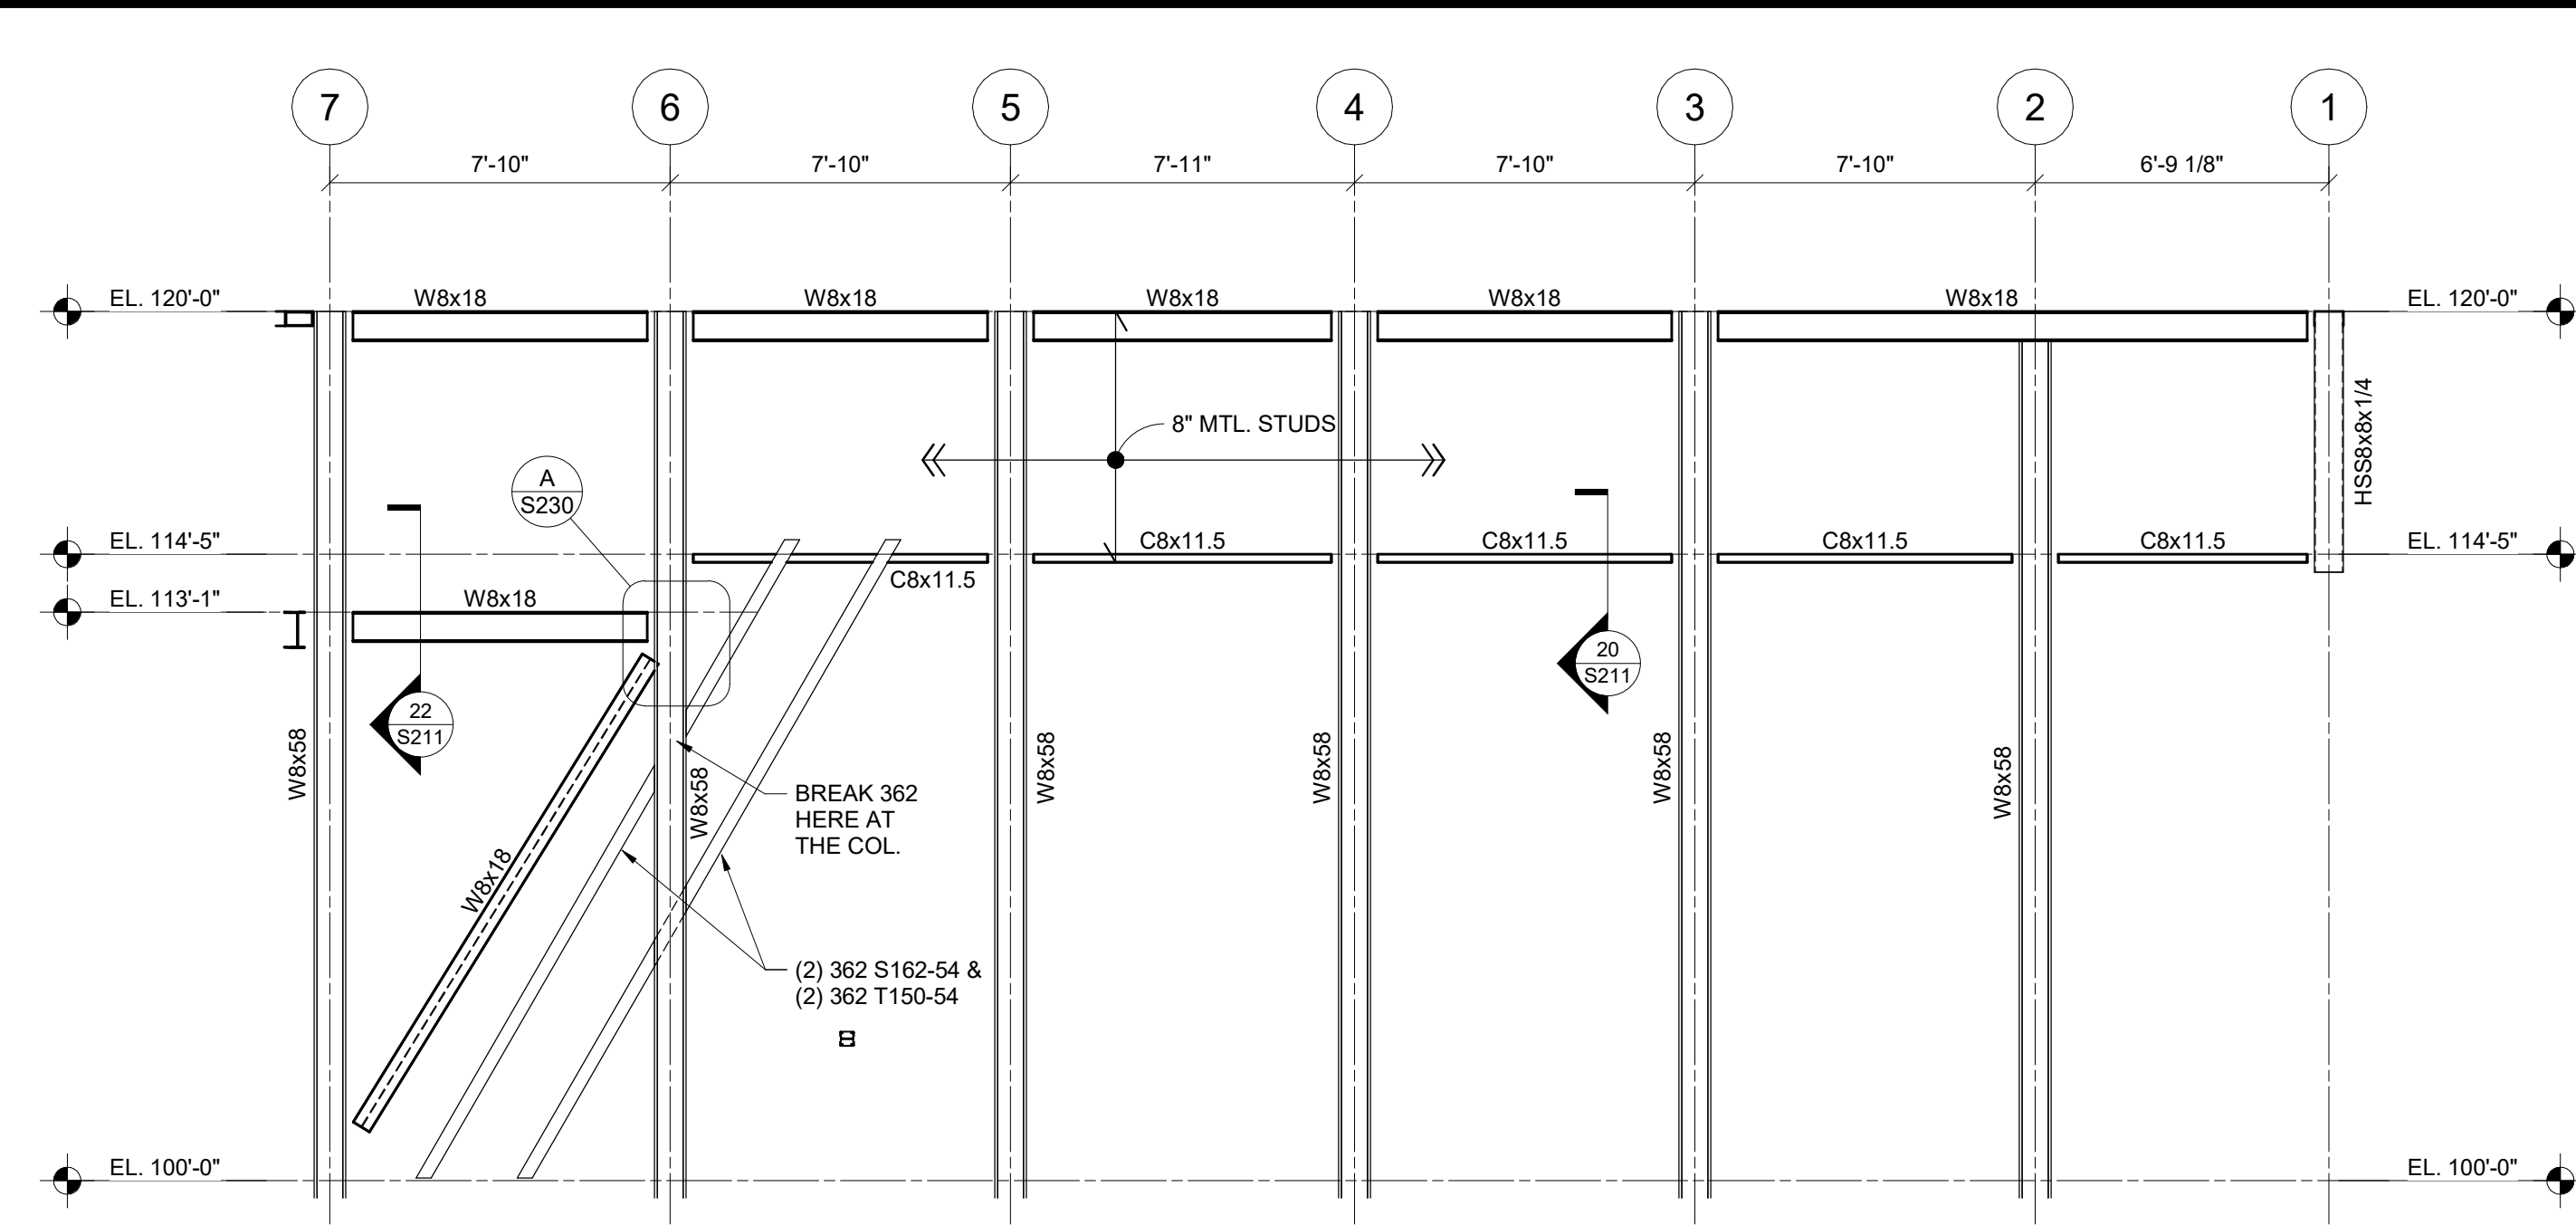 7 6 5 4 3 2 1
7'-10" 7'-10" 7'-11" 7'-10" 7'-10" 6'-9 1/8"
EL. 120'-0" W8x18 W8x18 W8x18 W8x18 W8x18 EL. 120'-0"
HSS8x8x1/4
8" MTL. STUDS
A
S230
EL. 114'-5" C8x11.5 C8x11.5 C8x11.5 C8x11.5 EL. 114'-5"
C8x11.5
EL. 113'-1" W8x18
20
S211
22
S211
W8x58 W8x58 W8x58 W8x58 W8x58 W8x58
BREAK 362
HERE AT
THE COL.
W8x18
(2) 362 S162-54 &
(2) 362 T150-54
EL. 100'-0" EL. 100'-0"